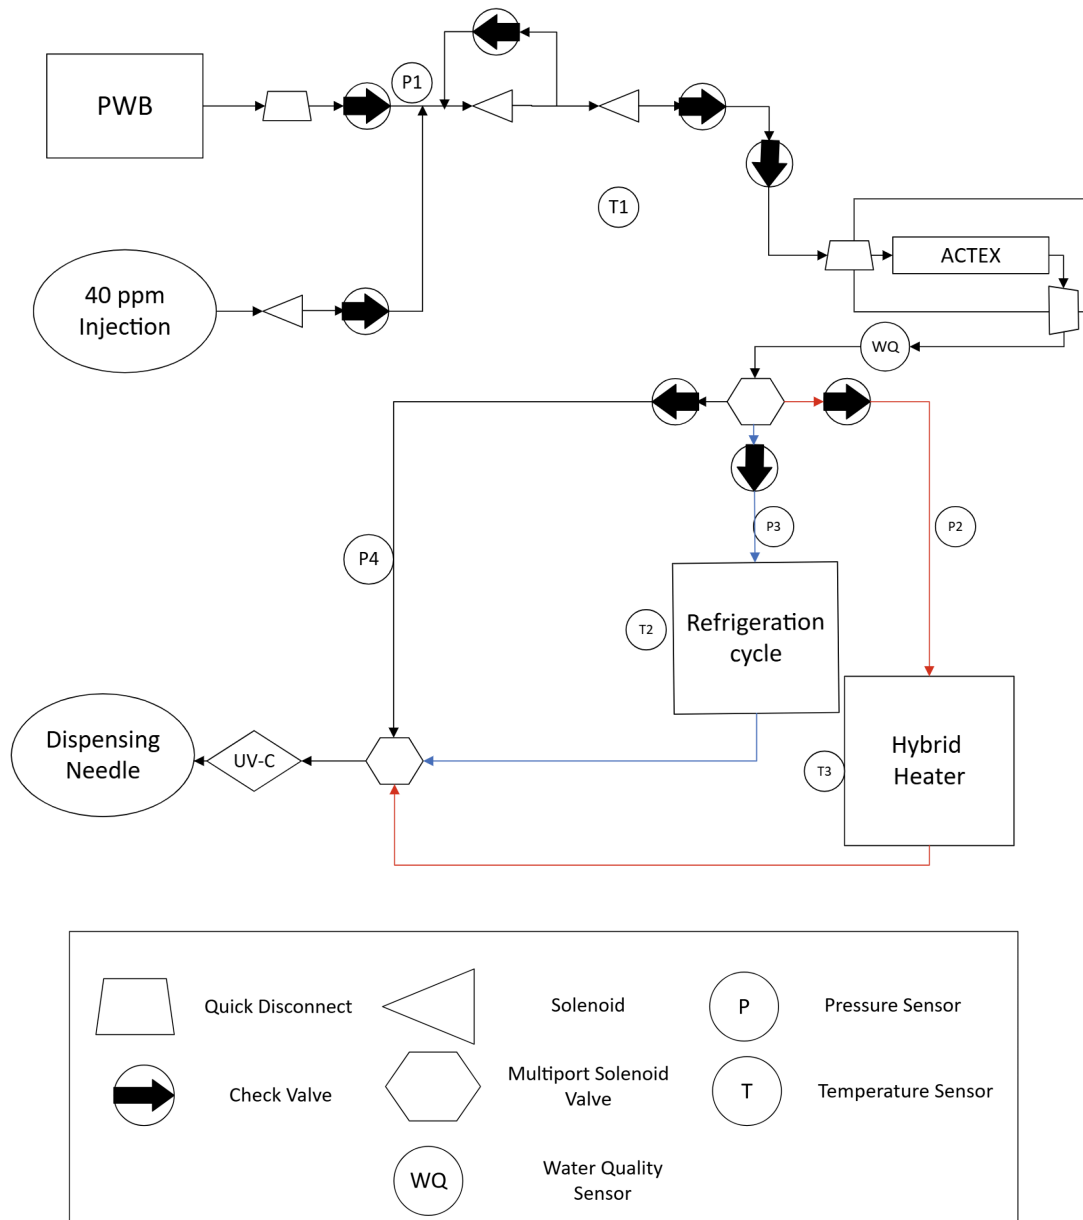 P1
PWB
T1
ACTEX
40 ppm
Injection
WQ
P3
P2
P4
T2
Refrigeration
cycle
Dispensing
Needle
UV-C
Hybrid
Heater
T3
Quick Disconnect
Solenoid
P
Pressure Sensor
Check Valve
Multiport Solenoid
Valve
T
Temperature Sensor
WQ
Water Quality
Sensor